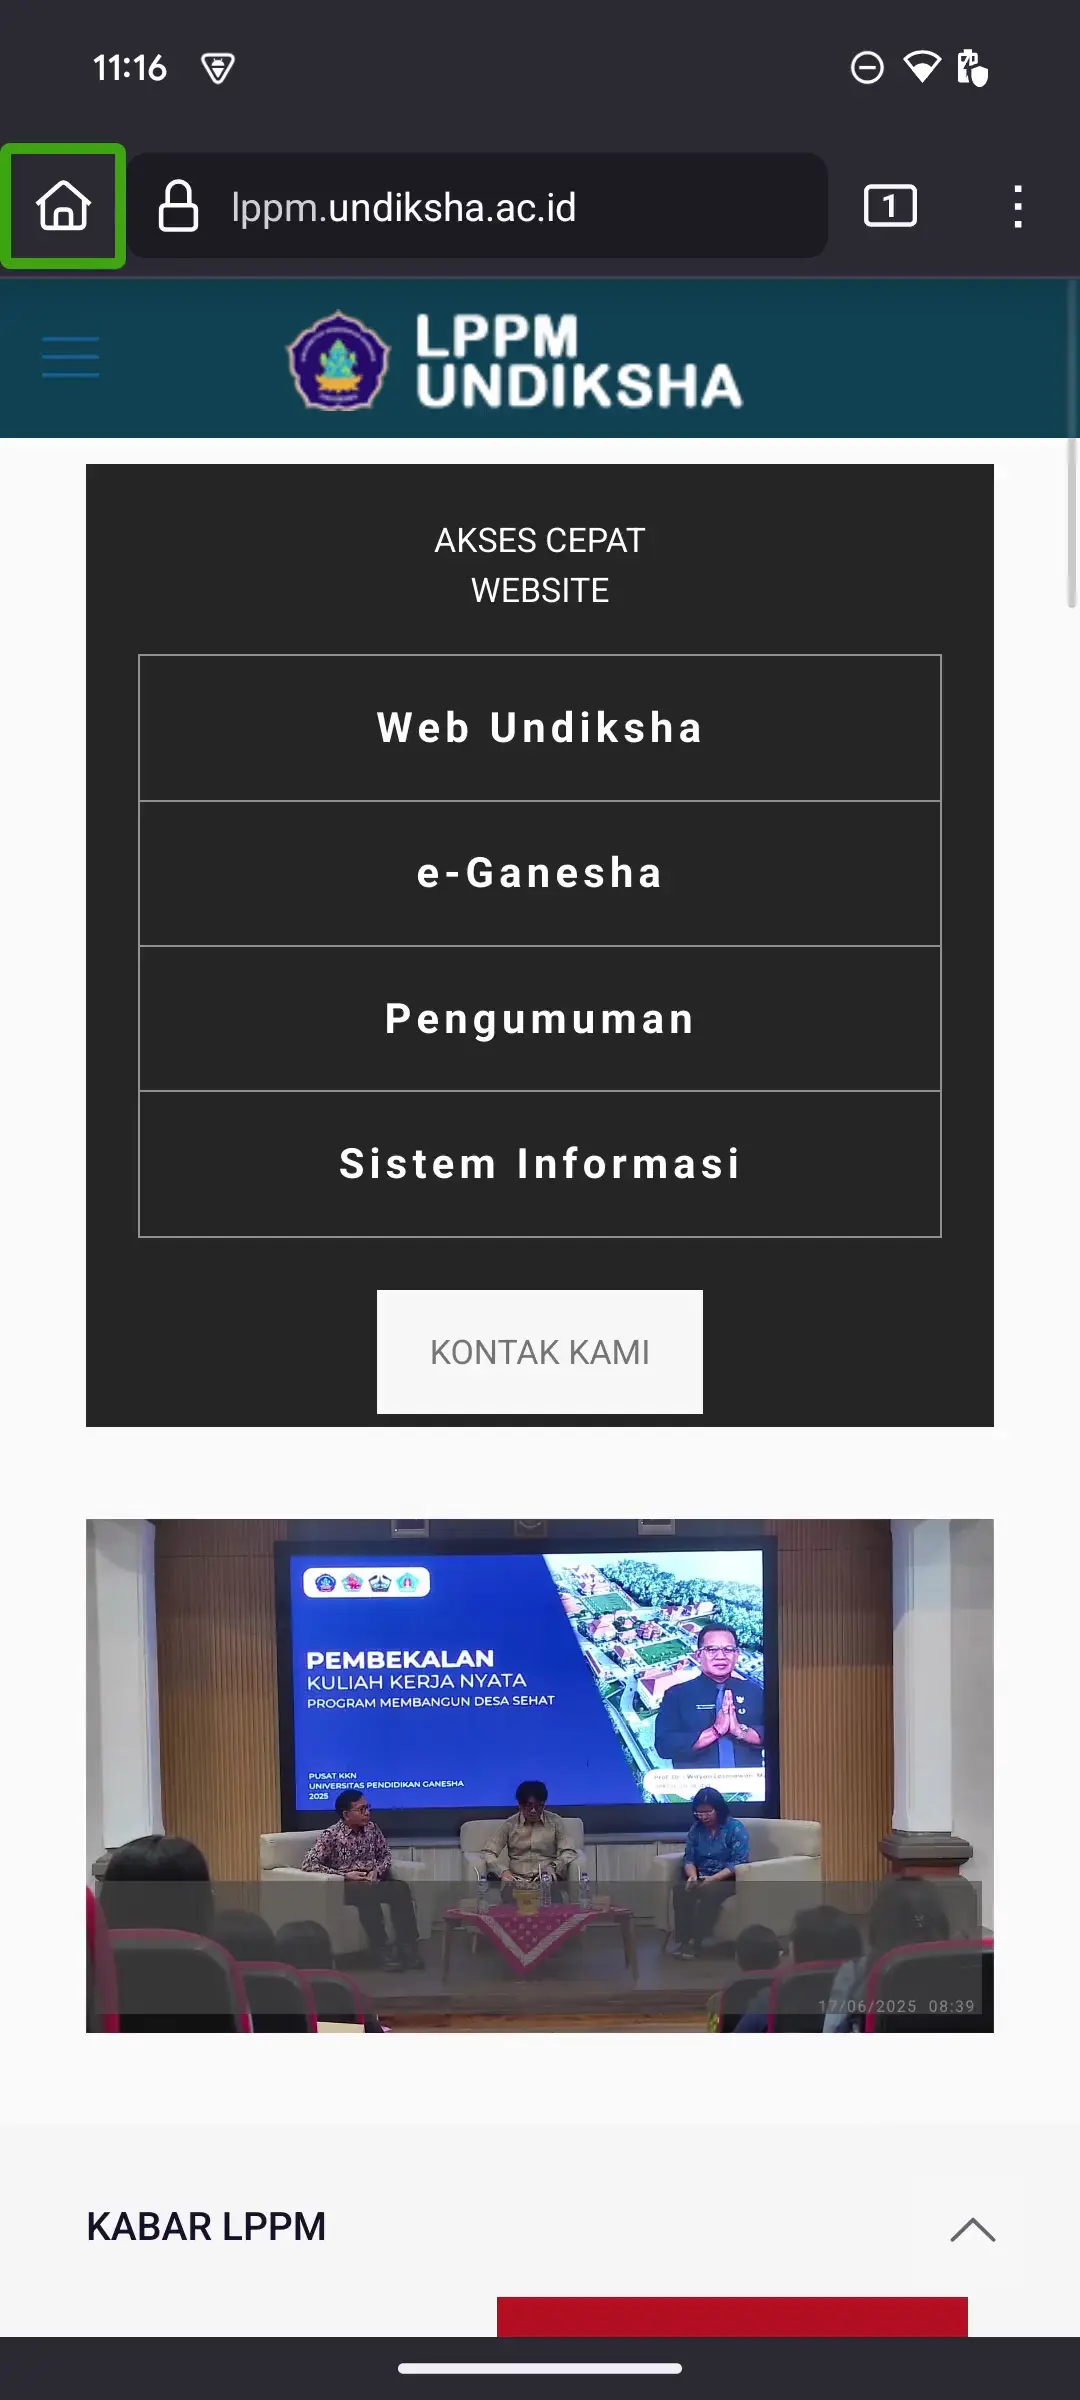 11:16
lppm.undiksha.ac.id
1
LPPM
UNDIKSHA
AKSES CEPAT
WEBSITE
Web Undiksha
e-Ganesha
Pengumuman
Sistem Informasi
KONTAK KAMI
PEMBEKALAN
KULIAH KERJA NYATA
PROGRAM MEMBANGUN DESA SEHAT
PUSAT KKN
UNIVERSITAS PENDIDIKAN GANESHA
2025
17/06/2025 08:39
KABAR LPPM